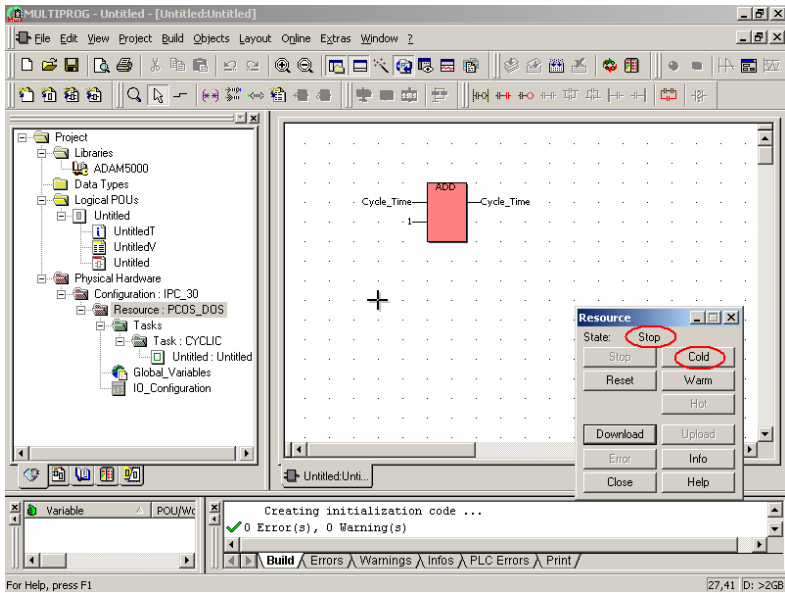 MULTIPROG - Untitled - [Untitled:Untitled]
File Edit View Project Build Objects Layout Online Extras Window ?
Project
Libraries
ADAM5000
Data Types
Logical POUs
Untitled
UntitledT
UntitledV
Untitled
Physical Hardware
Configuration : IPC_30
Resource : PCOS_DOS
Tasks
Task : CYCLIC
Untitled : Untitled
Global_Variables
IO_Configuration
ADD
Cycle_Time Cycle_Time
1
Untitled:Unti...
Resource
State: Stop
Stop Cold
Reset Warm
Hot
Download Upload
Error Info
Close Help
Variable POU/Wo
Creating initialization code ...
0 Error(s), 0 Warning(s)
Build Errors Warnings Infos PLC Errors Print
For Help, press F1
27,41 D: >2GB